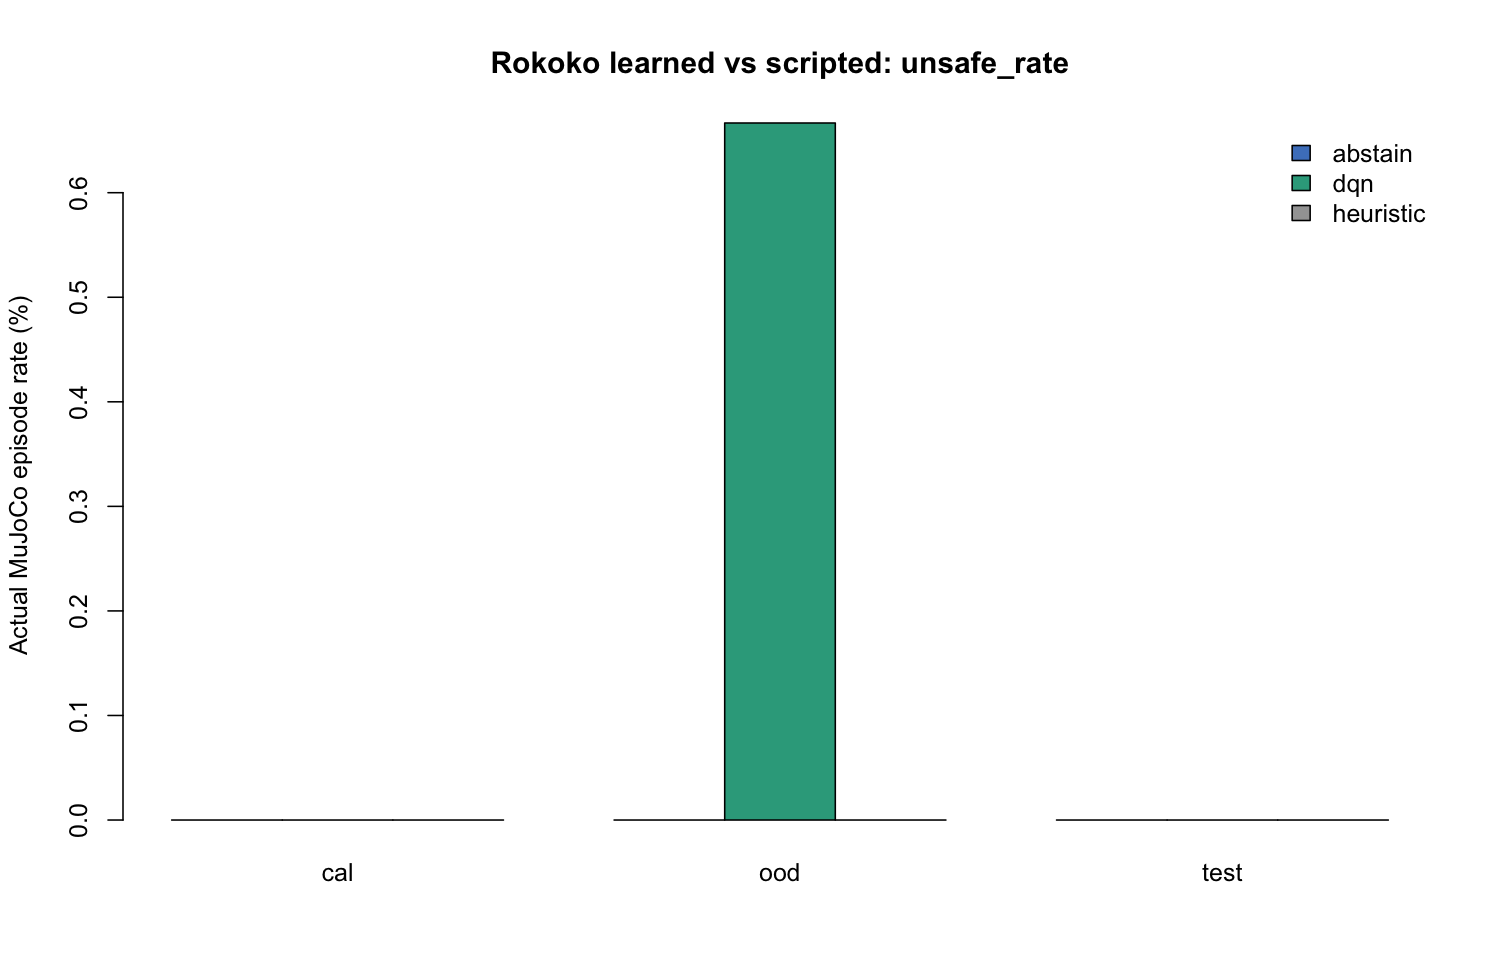 Rokoko learned vs scripted: unsafe_rate
abstain
dqn
heuristic
Actual MuJoCo episode rate (%)
0.6
0.5
0.4
0.3
0.2
0.1
0.0
cal
ood
test